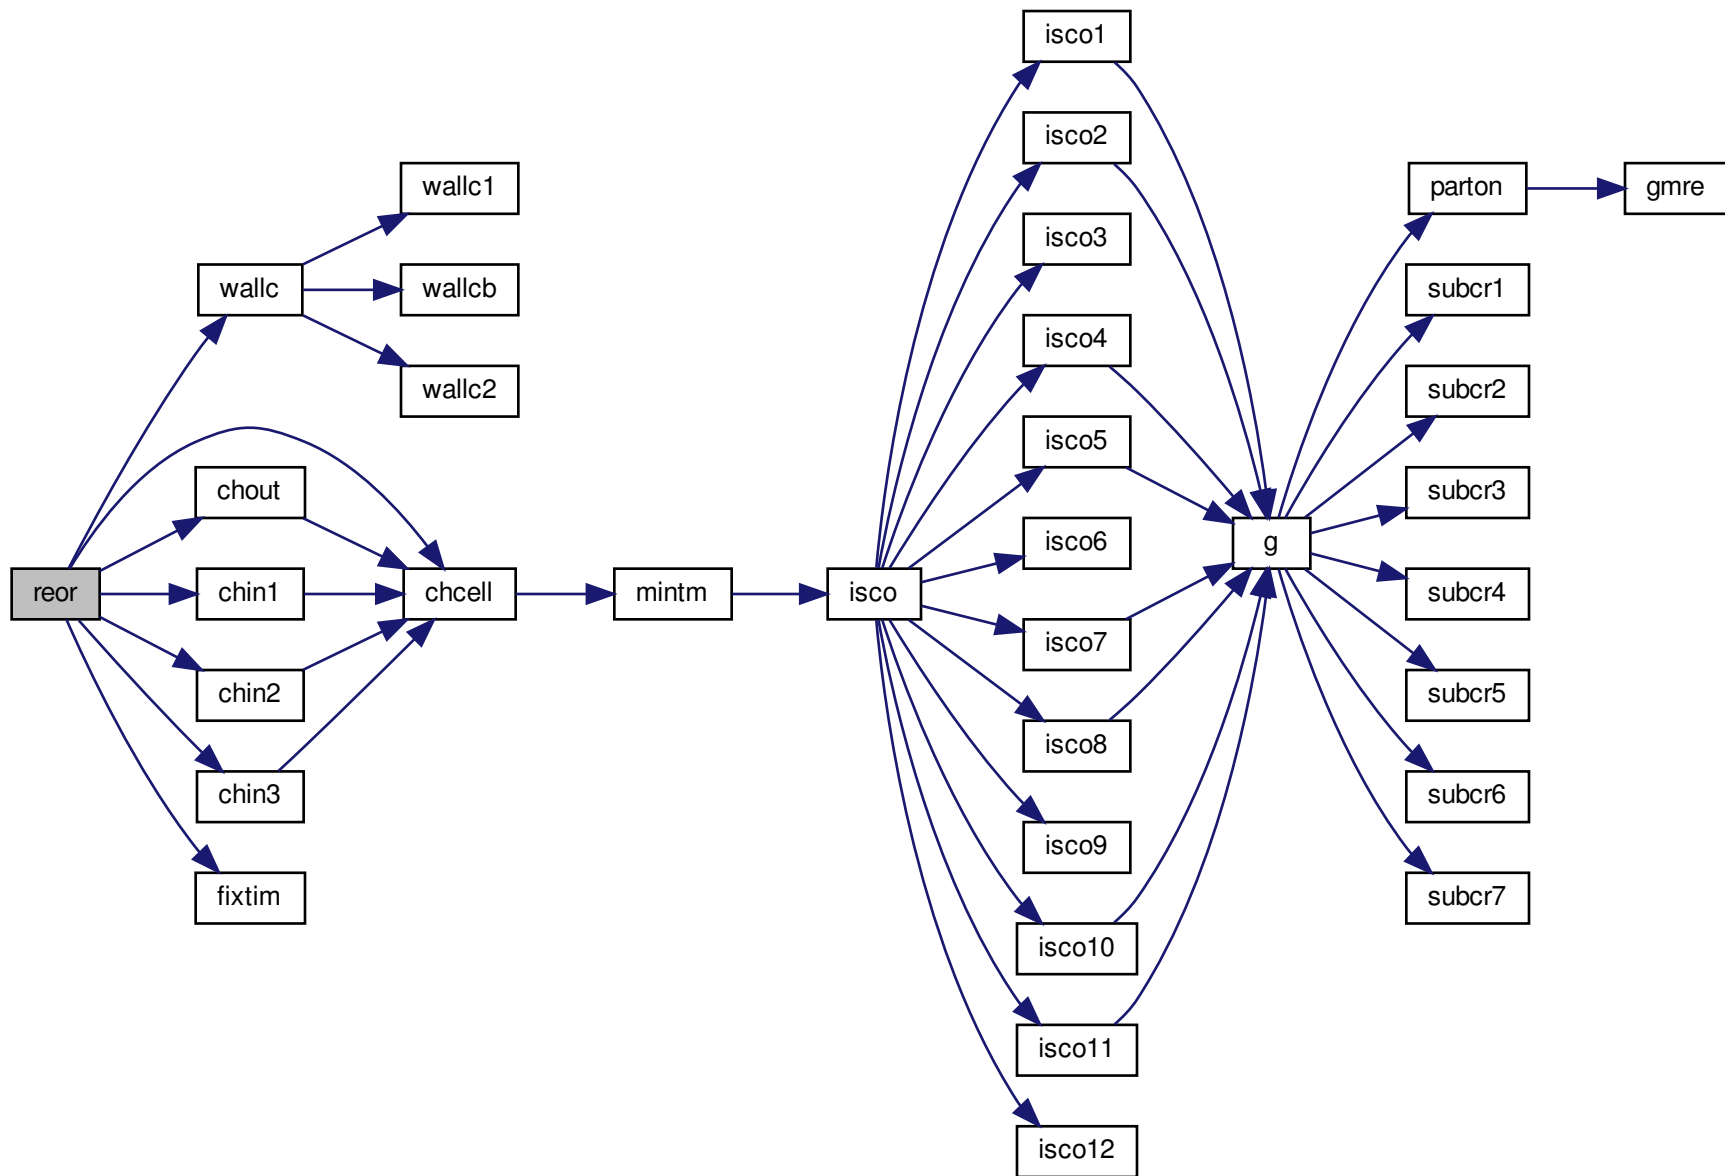 reor
wallc
chout
chin1
chin2
chin3
fixtim
wallc1
wallcb
wallc2
chcell
mintm
isco
isco1
isco2
isco3
isco4
isco5
isco6
isco7
isco8
isco9
isco10
isco11
isco12
g
parton
subcr1
subcr2
subcr3
subcr4
subcr5
subcr6
subcr7
gmre